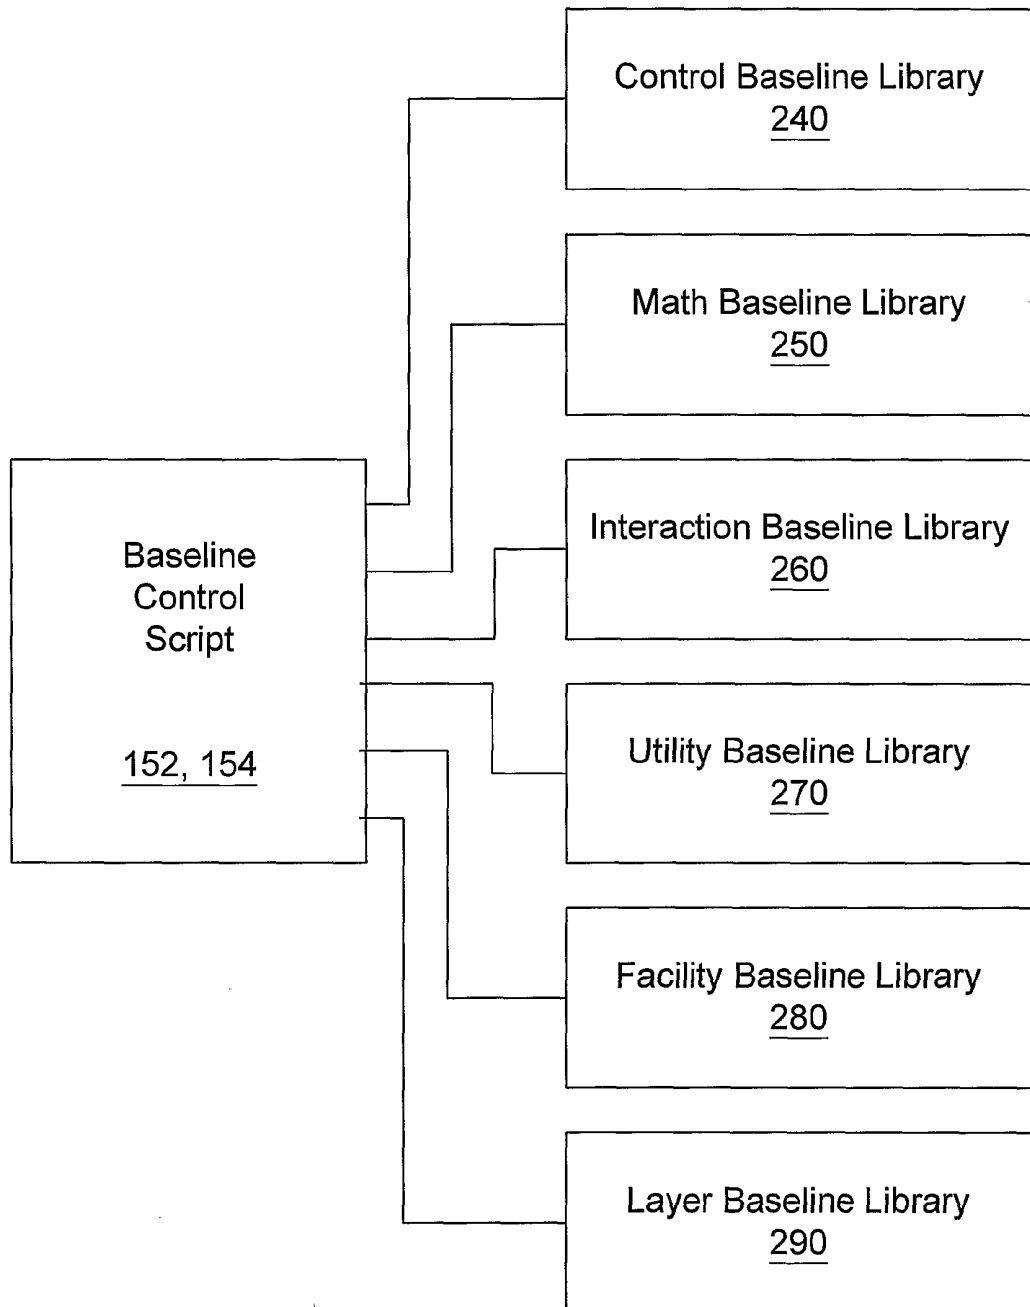 Control Baseline Library
240
Math Baseline Library
250
Interaction Baseline Library
260
Baseline
Control
Script
152, 154
Utility Baseline Library
270
Facility Baseline Library
280
Layer Baseline Library
290